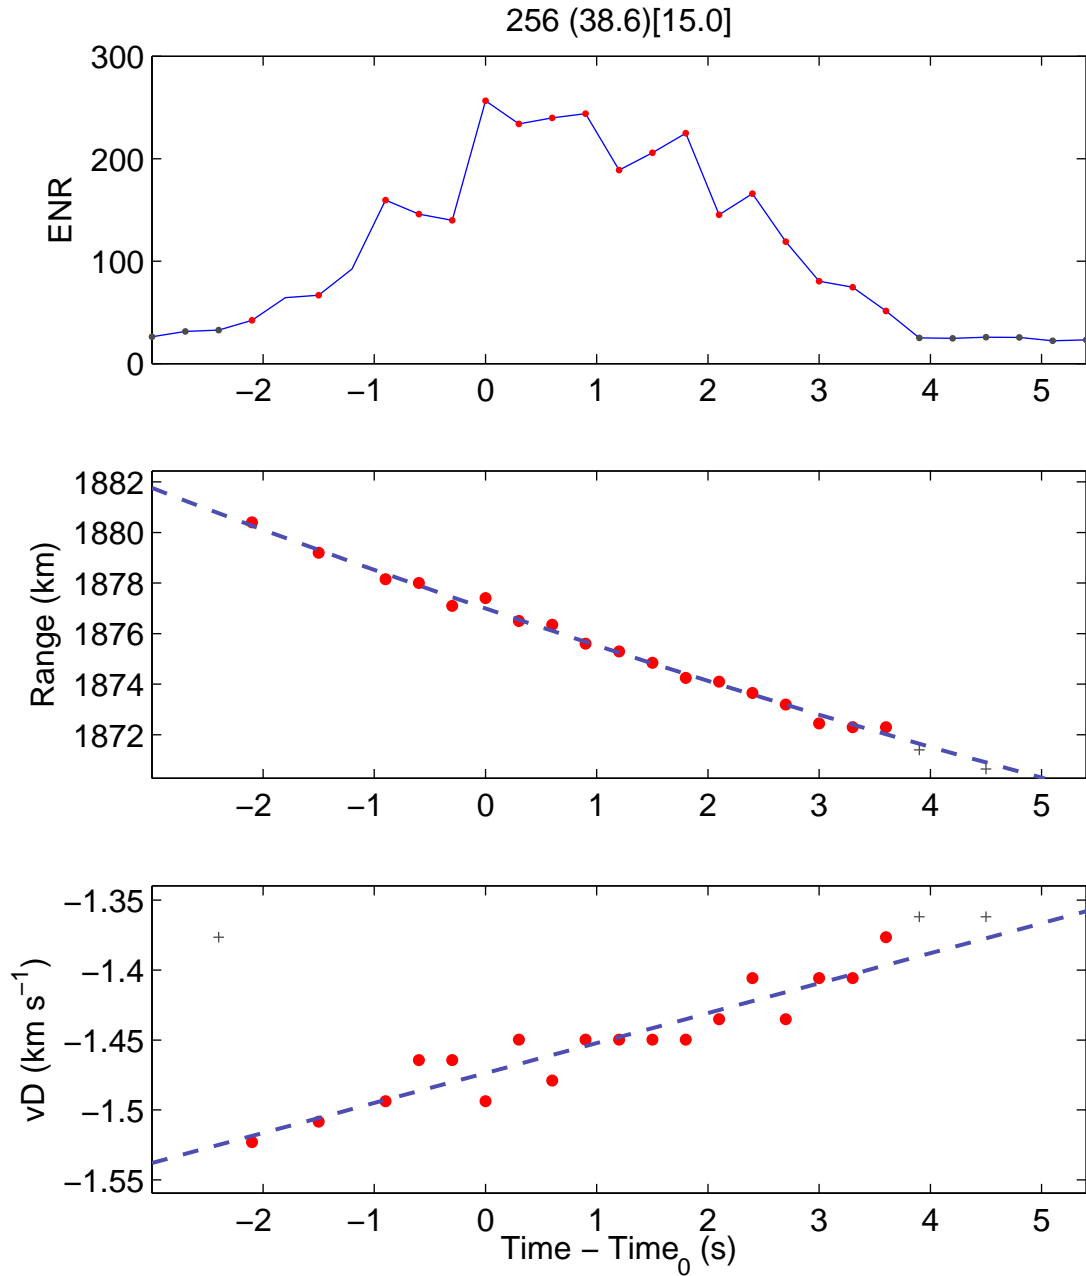 256 (38.6)[15.0]
300
200
100
0
ENR
−2 −1 0 1 2 3 4 5
1882
1880
1878
1876
1874
1872
Range (km)
−2 −1 0 1 2 3 4 5
−1.35
−1.4
−1.45
−1.5
−1.55
vD (km s⁻¹)
−2 −1 0 1 2 3 4 5
Time − Time₀ (s)